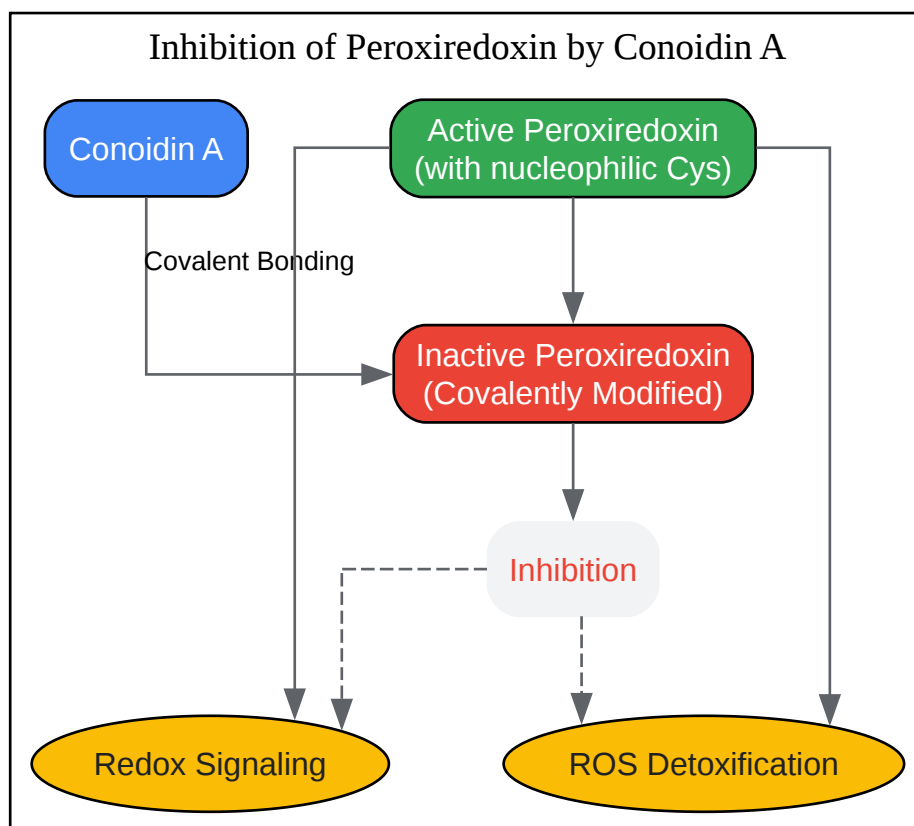 Inhibition of Peroxiredoxin by Conoidin A
Conoidin A
Active Peroxiredoxin
(with nucleophilic Cys)
Covalent Bonding
Inactive Peroxiredoxin
(Covalently Modified)
Inhibition
Redox Signaling
ROS Detoxification